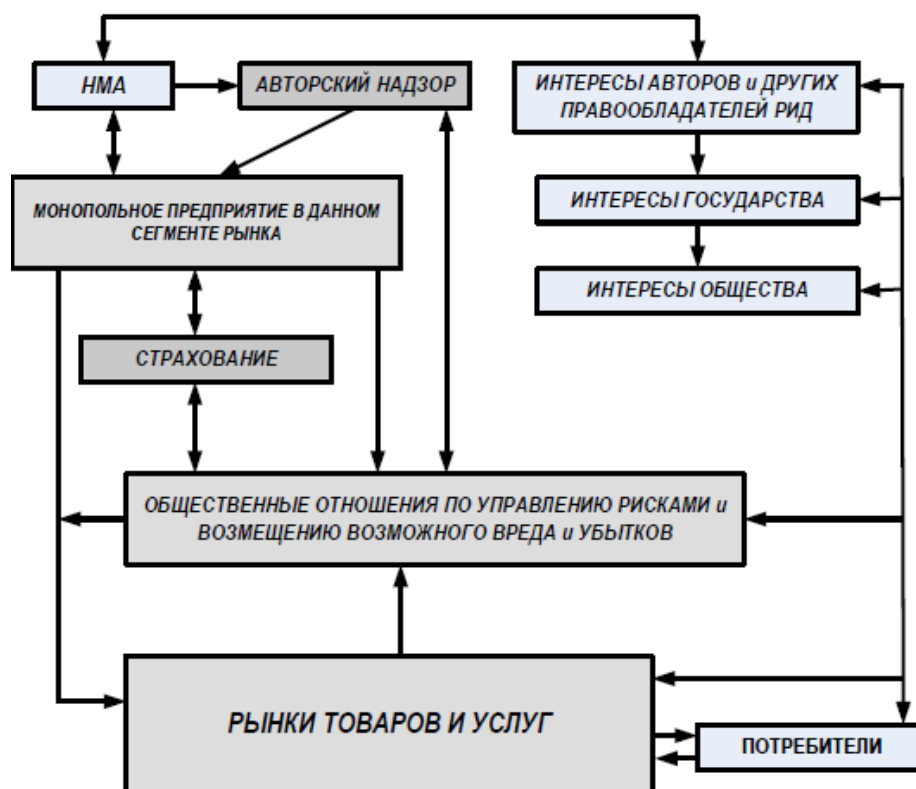 НМА
АВТОРСКИЙ НАДЗОР
ИНТЕРЕСЫ АВТОРОВ и ДРУГИХ
ПРАВООБЛАДАТЕЛЕЙ РИД
МОНОПОЛЬНОЕ ПРЕДПРИЯТИЕ В ДАННОМ
СЕГМЕНТЕ РЫНКА
ИНТЕРЕСЫ ГОСУДАРСТВА
ИНТЕРЕСЫ ОБЩЕСТВА
СТРАХОВАНИЕ
ОБЩЕСТВЕННЫЕ ОТНОШЕНИЯ ПО УПРАВЛЕНИЮ РИСКАМИ и
ВОЗМЕЩЕНИЮ ВОЗМОЖНОГО ВРЕДА и УБЫТКОВ
РЫНКИ ТОВАРОВ И УСЛУГ
ПОТРЕБИТЕЛИ